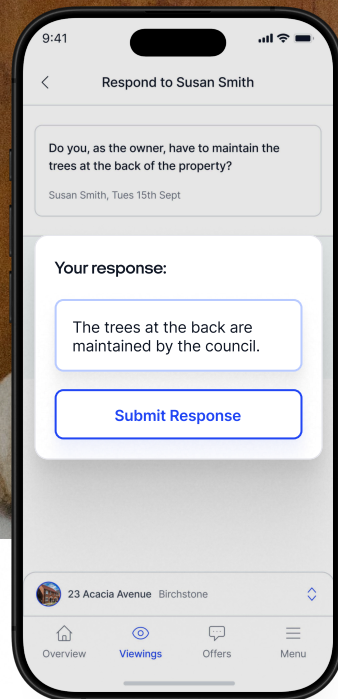 9:41
Respond to Susan Smith
Do you, as the owner, have to maintain the
trees at the back of the property?
Susan Smith, Tues 15th Sept
Your response:
The trees at the back are
maintained by the council.
Submit Response
23 Acacia Avenue Birchstone
Overview Viewings Offers Menu